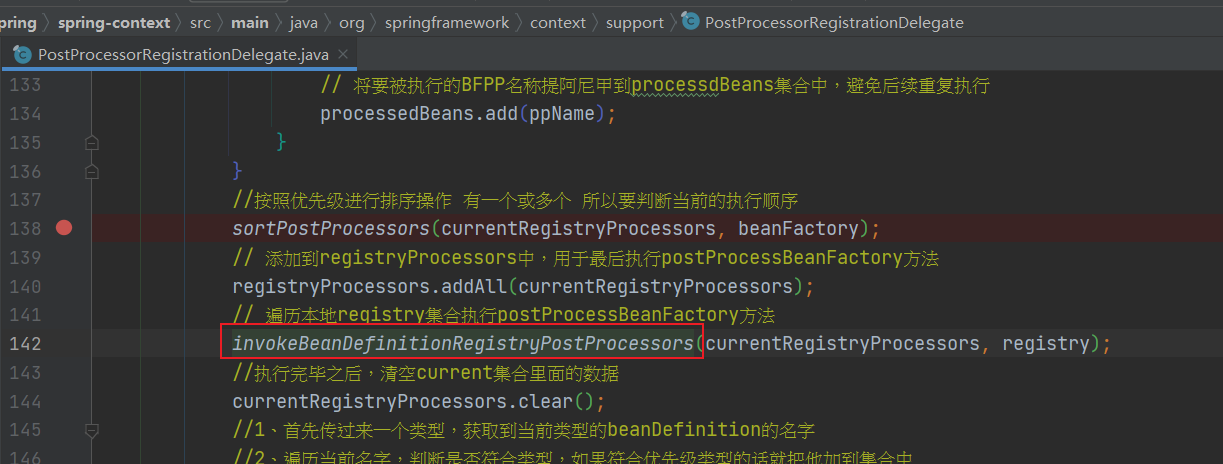 pring › spring-context › src › main › java › org › springframework › context › support › PostProcessorRegistrationDelegate
PostProcessorRegistrationDelegate.java ×
133 // 将要被执行的BFPP名称提阿尼甲到processdBeans集合中，避免后续重复执行
134 processedBeans.add(ppName);
135 }
136 }
137 //按照优先级进行排序操作 有一个或多个 所以要判断当前的执行顺序
138 sortPostProcessors(currentRegistryProcessors, beanFactory);
139 // 添加到registryProcessors中，用于最后执行postProcessBeanFactory方法
140 registryProcessors.addAll(currentRegistryProcessors);
141 // 遍历本地registry集合执行postProcessBeanFactory方法
142 invokeBeanDefinitionRegistryPostProcessors(currentRegistryProcessors, registry);
143 //执行完毕之后，清空current集合里面的数据
144 currentRegistryProcessors.clear();
145 //1、首先传过来一个类型，获取到当前类型的beanDefinition的名字
146 //2、遍历当前名字，判断是否符合类型，如果符合优先级类型的话就把他加到集合中